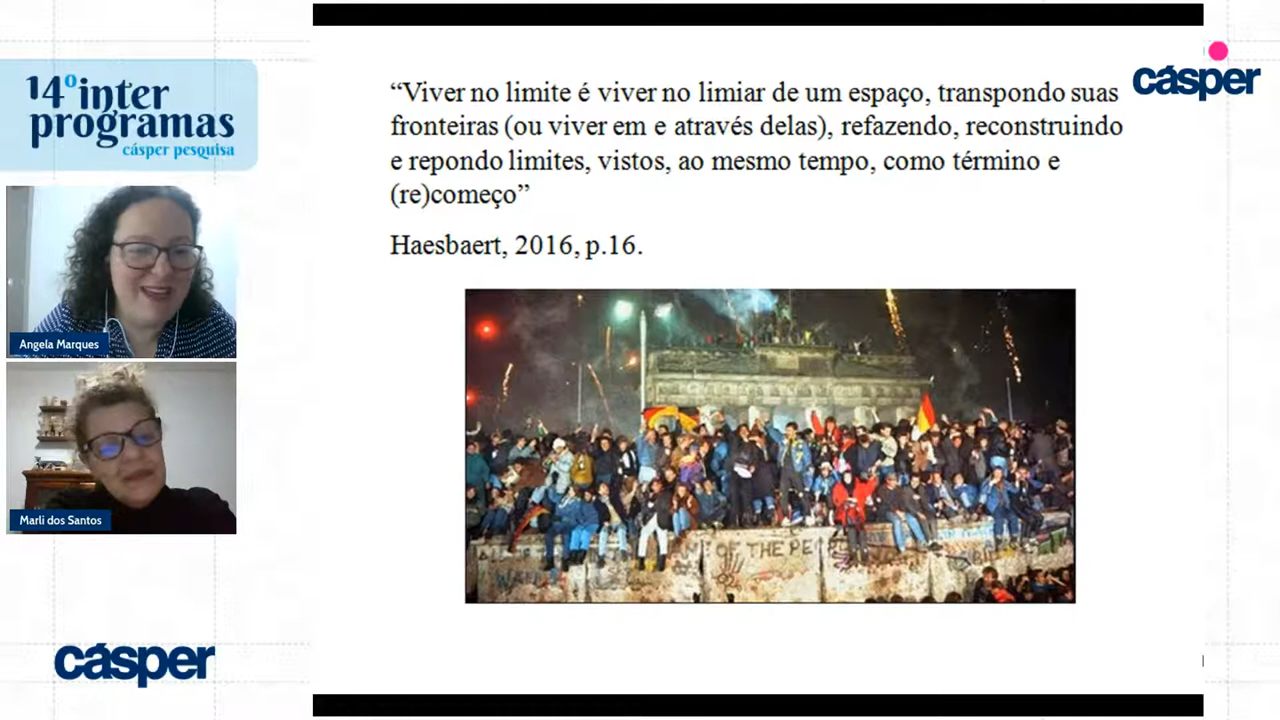 14º inter
programas
cásper pesquisa
Angela Marques
Marli dos Santos
cásper
“Viver no limite é viver no limiar de um espaço, transpondo suas
fronteiras (ou viver em e através delas), refazendo, reconstruindo
e repondo limites, vistos, ao mesmo tempo, como término e
(re)começo”
Haesbaert, 2016, p.16.
OF THE PE
cásper